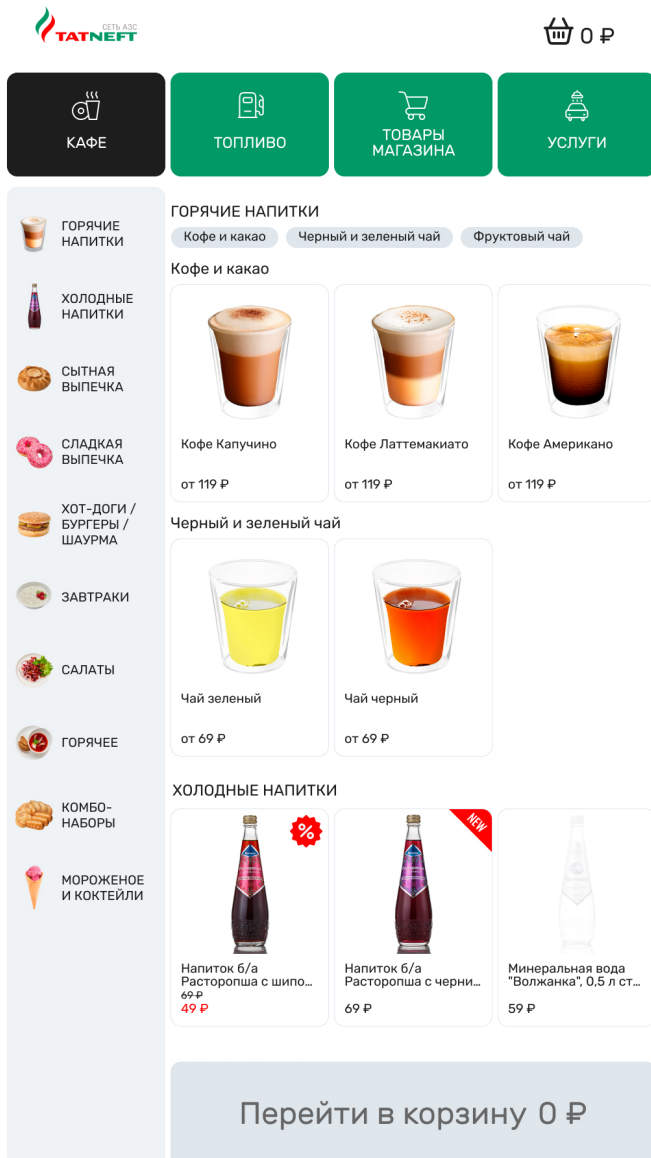 СЕТЬ АЗС
TATNEFT
0 ₽
КАФЕ
ТОПЛИВО
ТОВАРЫ
МАГАЗИНА
УСЛУГИ
ГОРЯЧИЕ
НАПИТКИ
ХОЛОДНЫЕ
НАПИТКИ
СЫТНАЯ
ВЫПЕЧКА
СЛАДКАЯ
ВЫПЕЧКА
ХОТ-ДОГИ /
БУРГЕРЫ /
ШАУРМА
ЗАВТРАКИ
САЛАТЫ
ГОРЯЧЕЕ
КОМБО-
НАБОРЫ
МОРОЖЕНОЕ
И КОКТЕЙЛИ
ГОРЯЧИЕ НАПИТКИ
Кофе и какао
Черный и зеленый чай
Фруктовый чай
Кофе и какао
Кофе Капучино
от 119 ₽
Кофе Латтемакиато
от 119 ₽
Кофе Американо
от 119 ₽
Черный и зеленый чай
Чай зеленый
от 69 ₽
Чай черный
от 69 ₽
ХОЛОДНЫЕ НАПИТКИ
%
Напиток б/а
Расторопша с шипо...
69 ₽
49 ₽
NEW
Напиток б/а
Расторопша с черни...
69 ₽
Минеральная вода
"Волжанка", 0,5 л ст...
59 ₽
Перейти в корзину 0 ₽